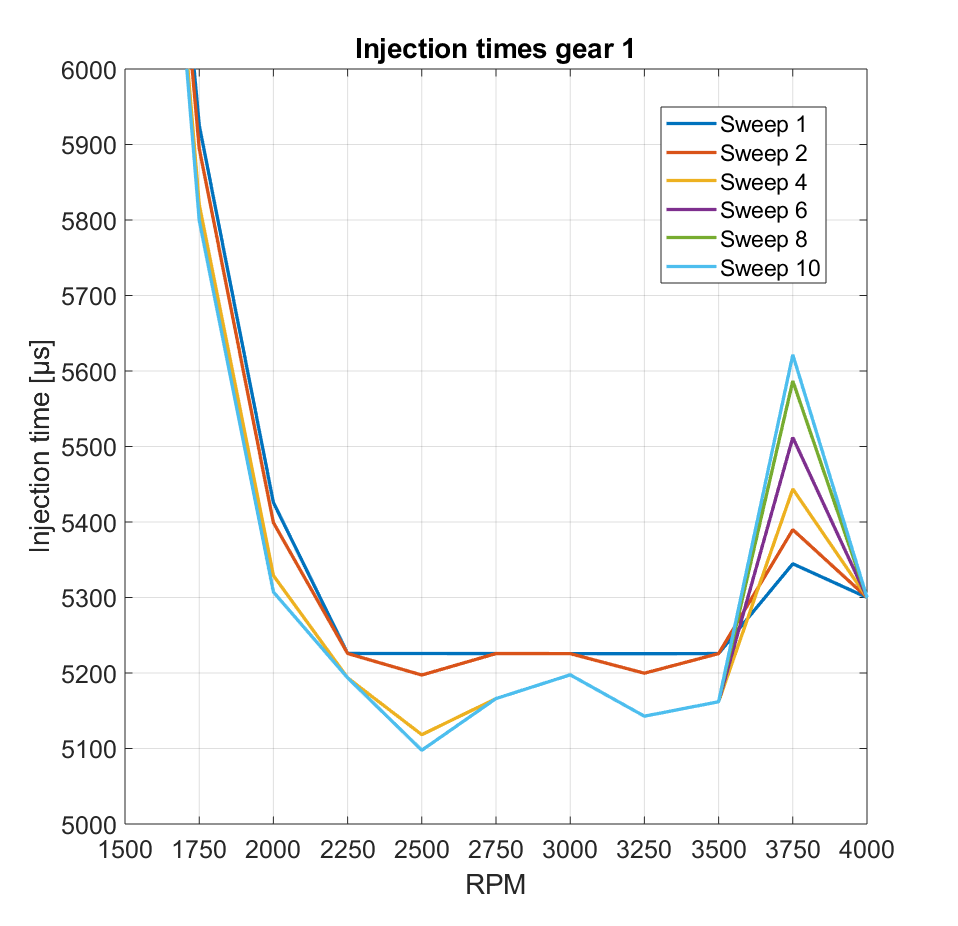 Injection times gear 1
6000
5900
5800
5700
5600
5500
5400
5300
5200
5100
5000
Injection time [µs]
Sweep 1
Sweep 2
Sweep 4
Sweep 6
Sweep 8
Sweep 10
1500 1750 2000 2250 2500 2750 3000 3250 3500 3750 4000
RPM